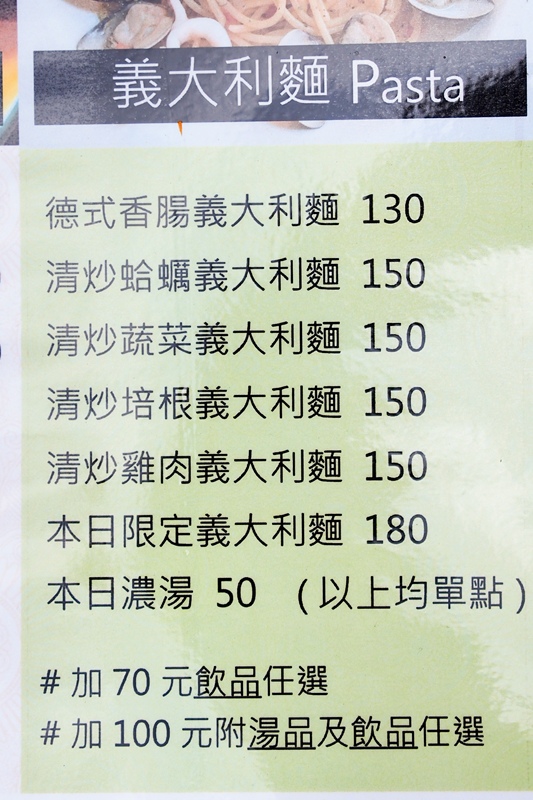 義大利麵 Pasta
德式香腸義大利麵 130
清炒蛤蠣義大利麵 150
清炒蔬菜義大利麵 150
清炒培根義大利麵 150
清炒雞肉義大利麵 150
本日限定義大利麵 180
本日濃湯 50 （以上均單點）
# 加 70 元飲品任選
# 加 100 元附湯品及飲品任選